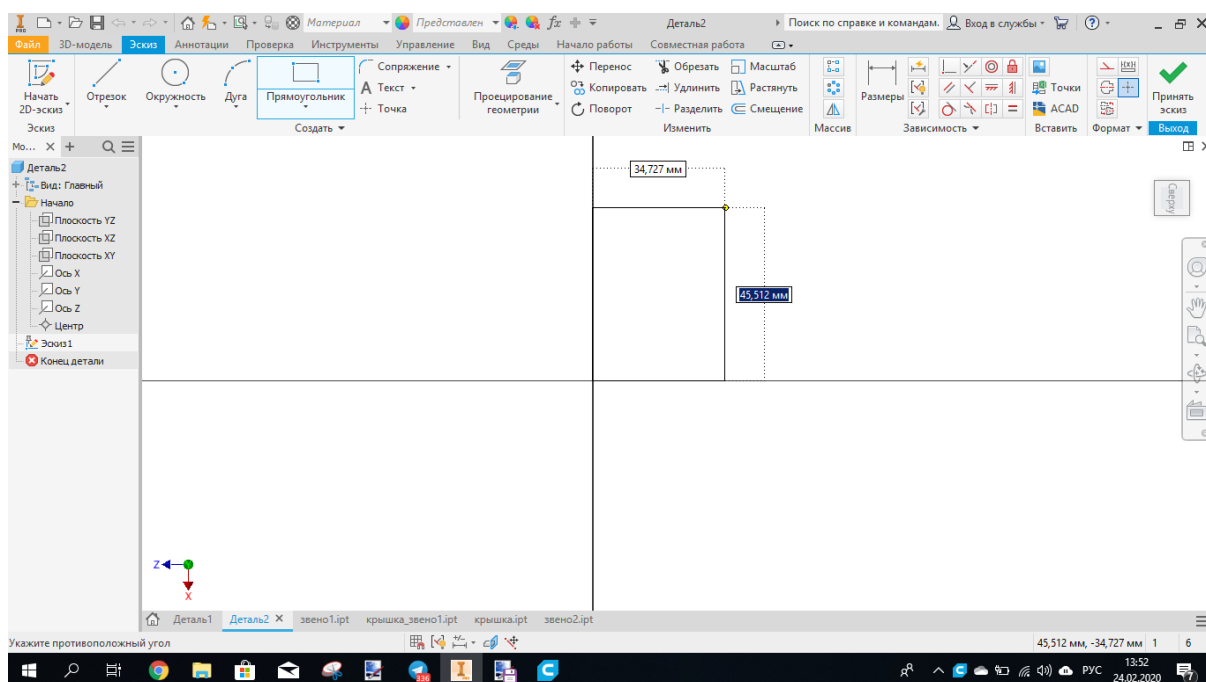 PRO Материал Представлен fx Деталь2 Поиск по справке и командам. Вход в службы
Файл 3D-модель Эскиз Аннотации Проверка Инструменты Управление Вид Среды Начало работы Совместная работа
Начать 2D-эскиз
Отрезок
Окружность
Дуга
Прямоугольник
Сопряжение
A Текст
Точка
Проецирование геометрии
Перенос
Копировать
Поворот
Обрезать
Удлинить
Разделить
Масштаб
Растянуть
Смещение
Размеры
Точки
ACAD
Принять эскиз
Эскиз Создать Изменить Массив Зависимость Вставить Формат Выход
Мо...
Деталь2
Вид: Главный
Начало
Плоскость YZ
Плоскость XZ
Плоскость XY
Ось X
Ось Y
Ось Z
Центр
Эскиз1
Конец детали
34,727 мм
45,512 мм
Сверху
Z
X
Деталь1 Деталь2 звено1.ipt крышка_звено1.ipt крышка.ipt звено2.ipt
Укажите противоположный угол 45,512 мм, -34,727 мм 1 6
336 РУС 13:52
24.02.2020